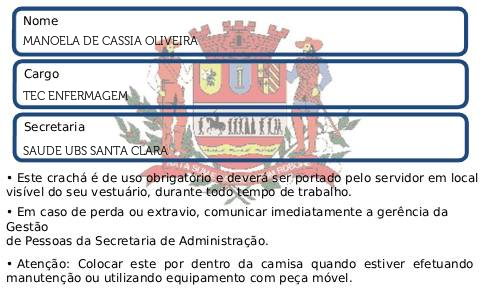 Nome
MANOELA DE CASSIA OLIVEIRA
Cargo
TEC ENFERMAGEM
Secretaria
SAUDE UBS SANTA CLARA
• Este crachá é de uso obrigatório e deverá ser portado pelo servidor em local
visível do seu vestuário, durante todo tempo de trabalho.
• Em caso de perda ou extravio, comunicar imediatamente a gerência da
Gestão
de Pessoas da Secretaria de Administração.
• Atenção: Colocar este por dentro da camisa quando estiver efetuando
manutenção ou utilizando equipamento com peça móvel.